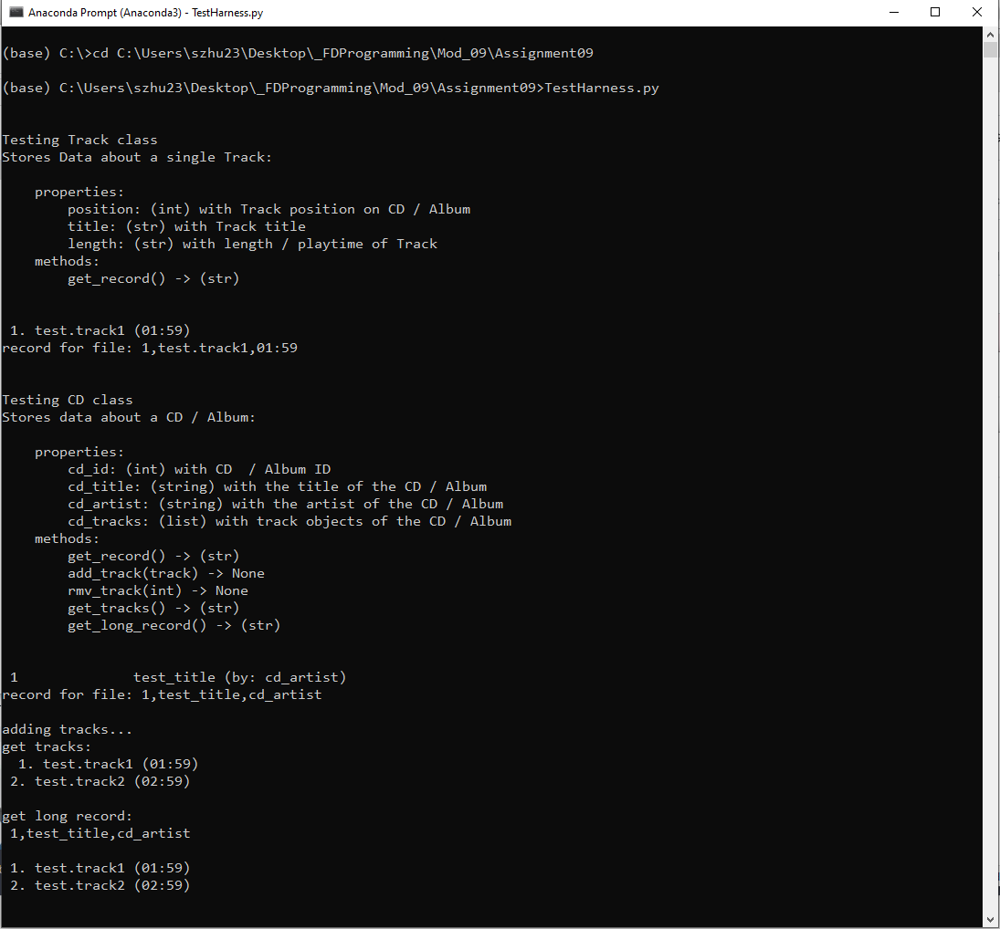 Anaconda Prompt (Anaconda3) - TestHarness.py
(base) C:\>cd C:\Users\szhu23\Desktop\_FDProgramming\Mod_09\Assignment09
(base) C:\Users\szhu23\Desktop\_FDProgramming\Mod_09\Assignment09>TestHarness.py
Testing Track class
Stores Data about a single Track:
    properties:
        position: (int) with Track position on CD / Album
        title: (str) with Track title
        length: (str) with length / playtime of Track
    methods:
        get_record() -> (str)
 1. test.track1 (01:59)
record for file: 1,test.track1,01:59
Testing CD class
Stores data about a CD / Album:
    properties:
        cd_id: (int) with CD  / Album ID
        cd_title: (string) with the title of the CD / Album
        cd_artist: (string) with the artist of the CD / Album
        cd_tracks: (list) with track objects of the CD / Album
    methods:
        get_record() -> (str)
        add_track(track) -> None
        rmv_track(int) -> None
        get_tracks() -> (str)
        get_long_record() -> (str)
 1              test_title (by: cd_artist)
record for file: 1,test_title,cd_artist
adding tracks...
get tracks:
  1. test.track1 (01:59)
 2. test.track2 (02:59)
get long record:
 1,test_title,cd_artist
 1. test.track1 (01:59)
 2. test.track2 (02:59)